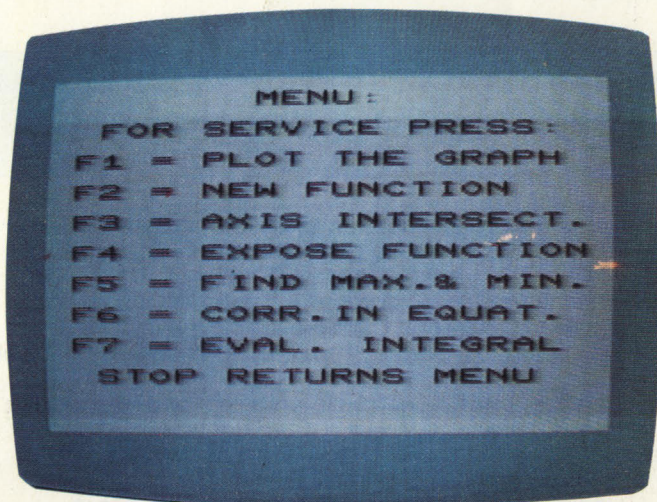 MENU:
FOR SERVICE PRESS:
F1 = PLOT THE GRAPH
F2 = NEW FUNCTION
F3 = AXIS INTERSECT.
F4 = EXPOSE FUNCTION
F5 = FIND MAX.& MIN.
F6 = CORR.IN EQUAT.
F7 = EVAL. INTEGRAL
STOP RETURNS MENU